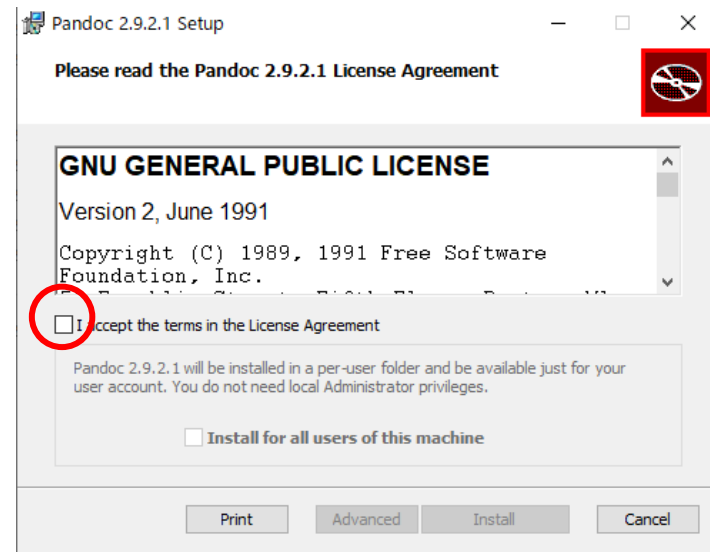 Pandoc 2.9.2.1 Setup
Please read the Pandoc 2.9.2.1 License Agreement
GNU GENERAL PUBLIC LICENSE
Version 2, June 1991
Copyright (C) 1989, 1991 Free Software
Foundation, Inc.
I accept the terms in the License Agreement
Pandoc 2.9.2.1 will be installed in a per-user folder and be available just for your
user account. You do not need local Administrator privileges.
Install for all users of this machine
Print Advanced Install Cancel